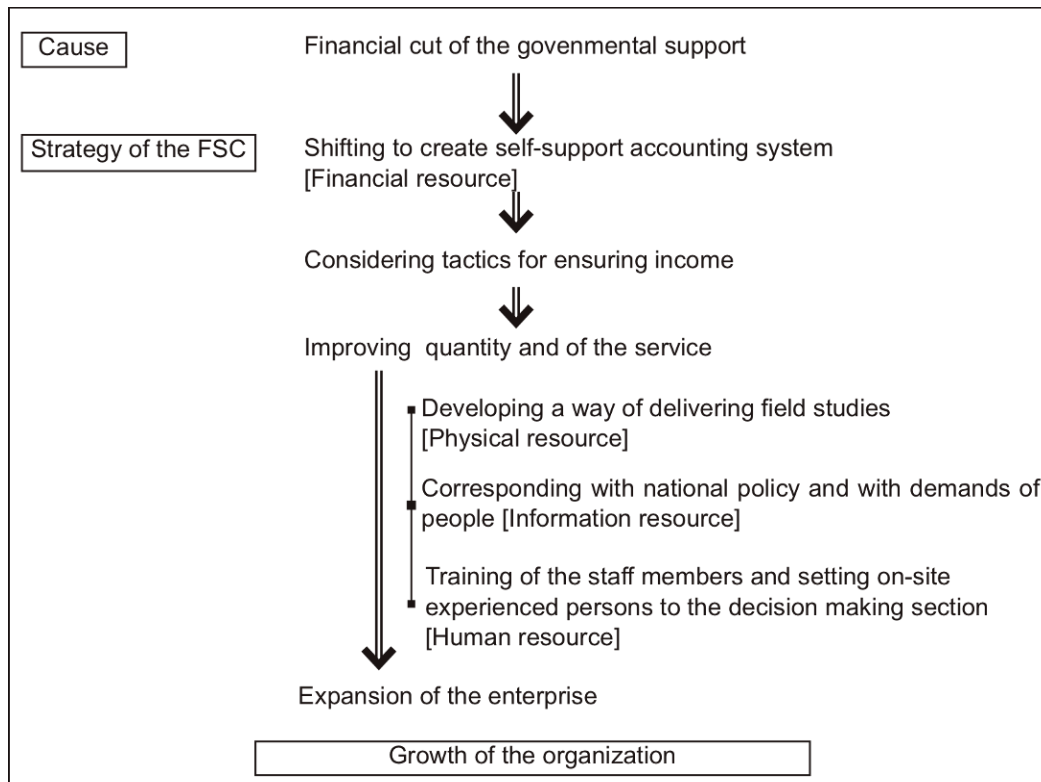 Cause
Financial cut of the govenmental support
Strategy of the FSC
Shifting to create self-support accounting system
[Financial resource]
Considering tactics for ensuring income
Improving quantity and of the service
Developing a way of delivering field studies
[Physical resource]
Corresponding with national policy and with demands of
people [Information resource]
Training of the staff members and setting on-site
experienced persons to the decision making section
[Human resource]
Expansion of the enterprise
Growth of the organization